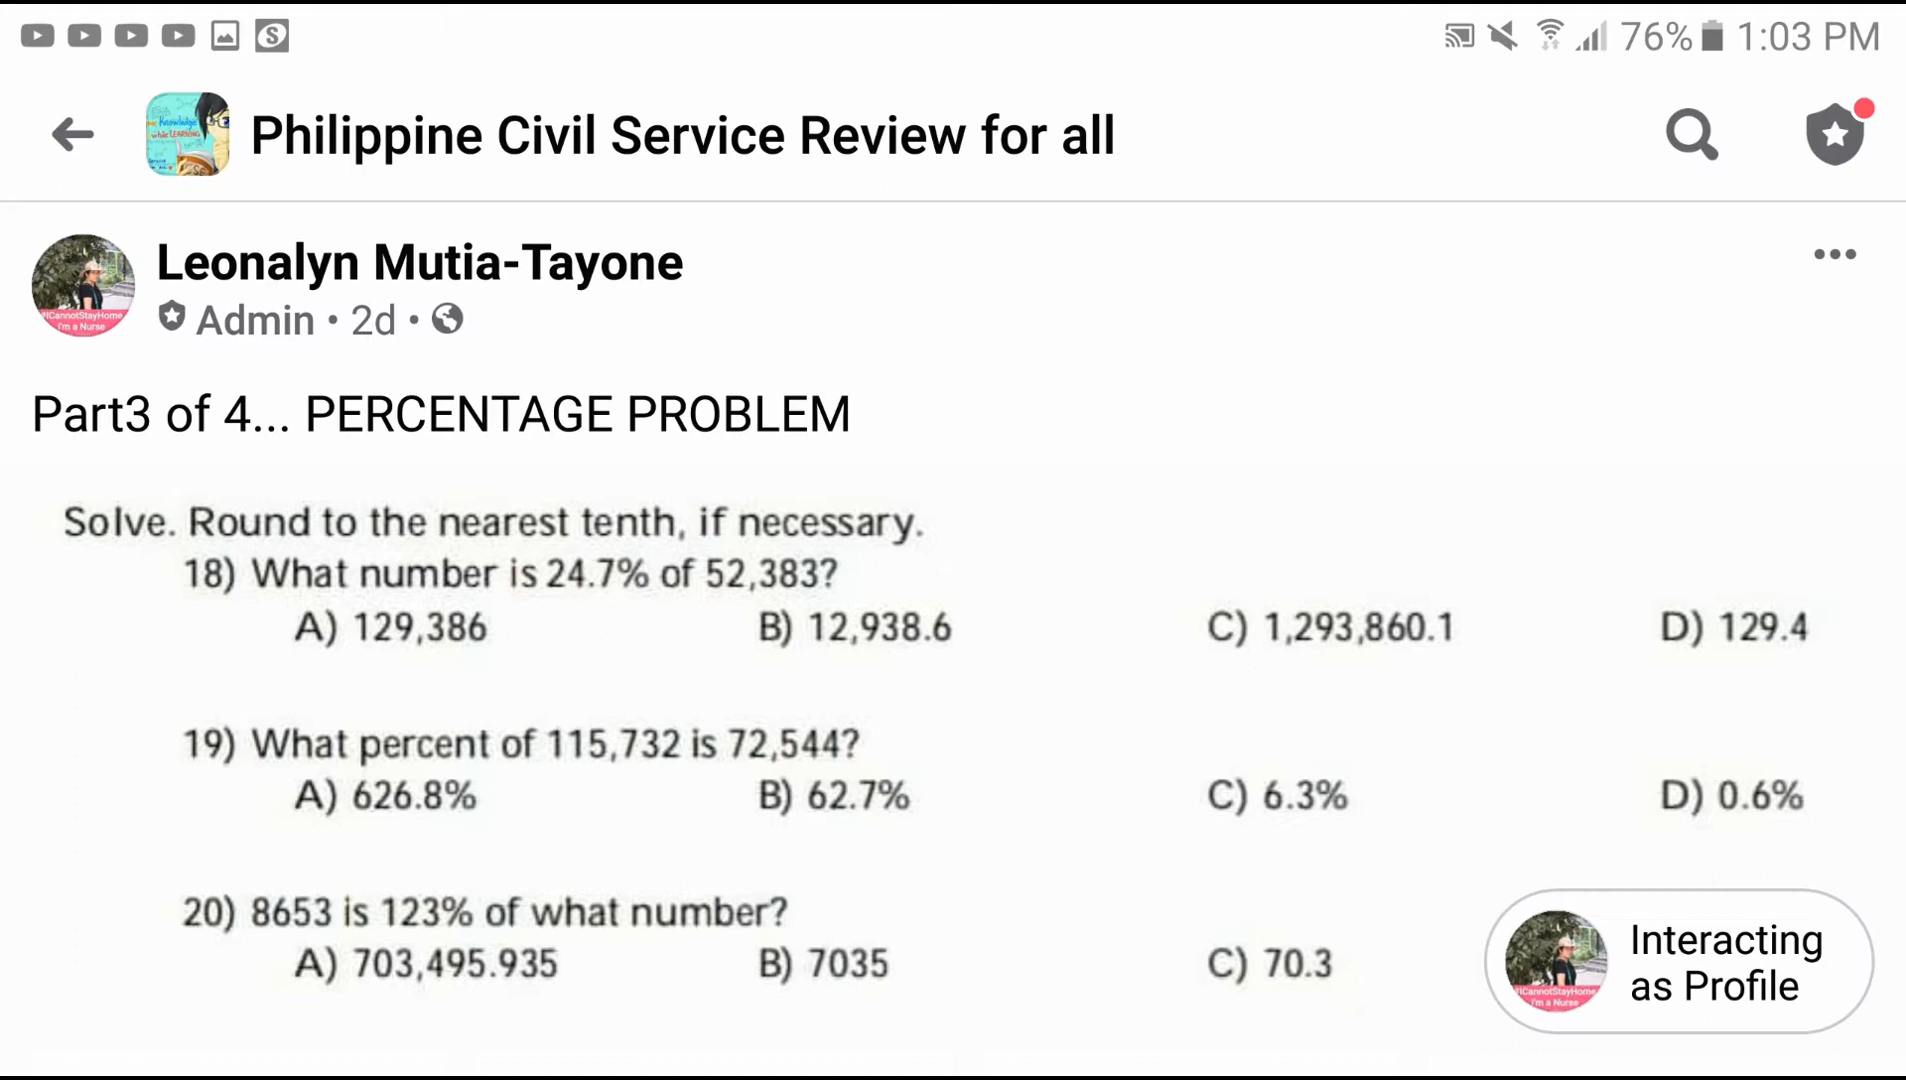 76% 1:03 PM
Philippine Civil Service Review for all
Leonalyn Mutia-Tayone
Admin • 2d •
Part3 of 4... PERCENTAGE PROBLEM
Solve. Round to the nearest tenth, if necessary.
18) What number is 24.7% of 52,383?
A) 129,386 B) 12,938.6 C) 1,293,860.1 D) 129.4
19) What percent of 115,732 is 72,544?
A) 626.8% B) 62.7% C) 6.3% D) 0.6%
20) 8653 is 123% of what number?
A) 703,495.935 B) 7035 C) 70.3
Interacting
as Profile
#ICannotStayHome
I'm a Nurse